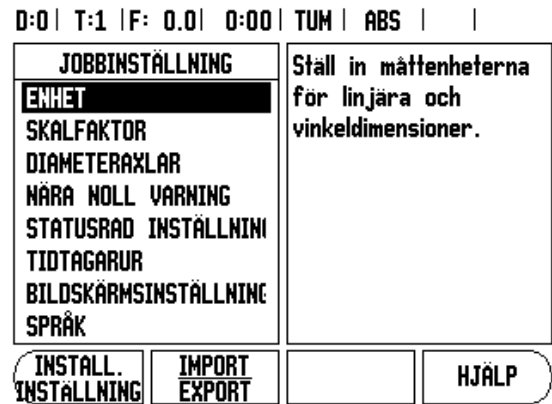 D:0| T:1 |F: 0.0| 0:00| TUM | ABS | |
JOBBINSTÄLLNING
ENHET
SKALFAKTOR
DIAMETERAXLAR
NÄRA NOLL VARNING
STATUSRAD INSTÄLLNIN
TIDTAGARUR
BILDSKÄRMSINSTÄLLNING
SPRÅK
Ställ in måttenheterna
för linjära och
vinkeldimensioner.
INSTALL.
INSTÄLLNING
IMPORT
EXPORT
HJÄLP